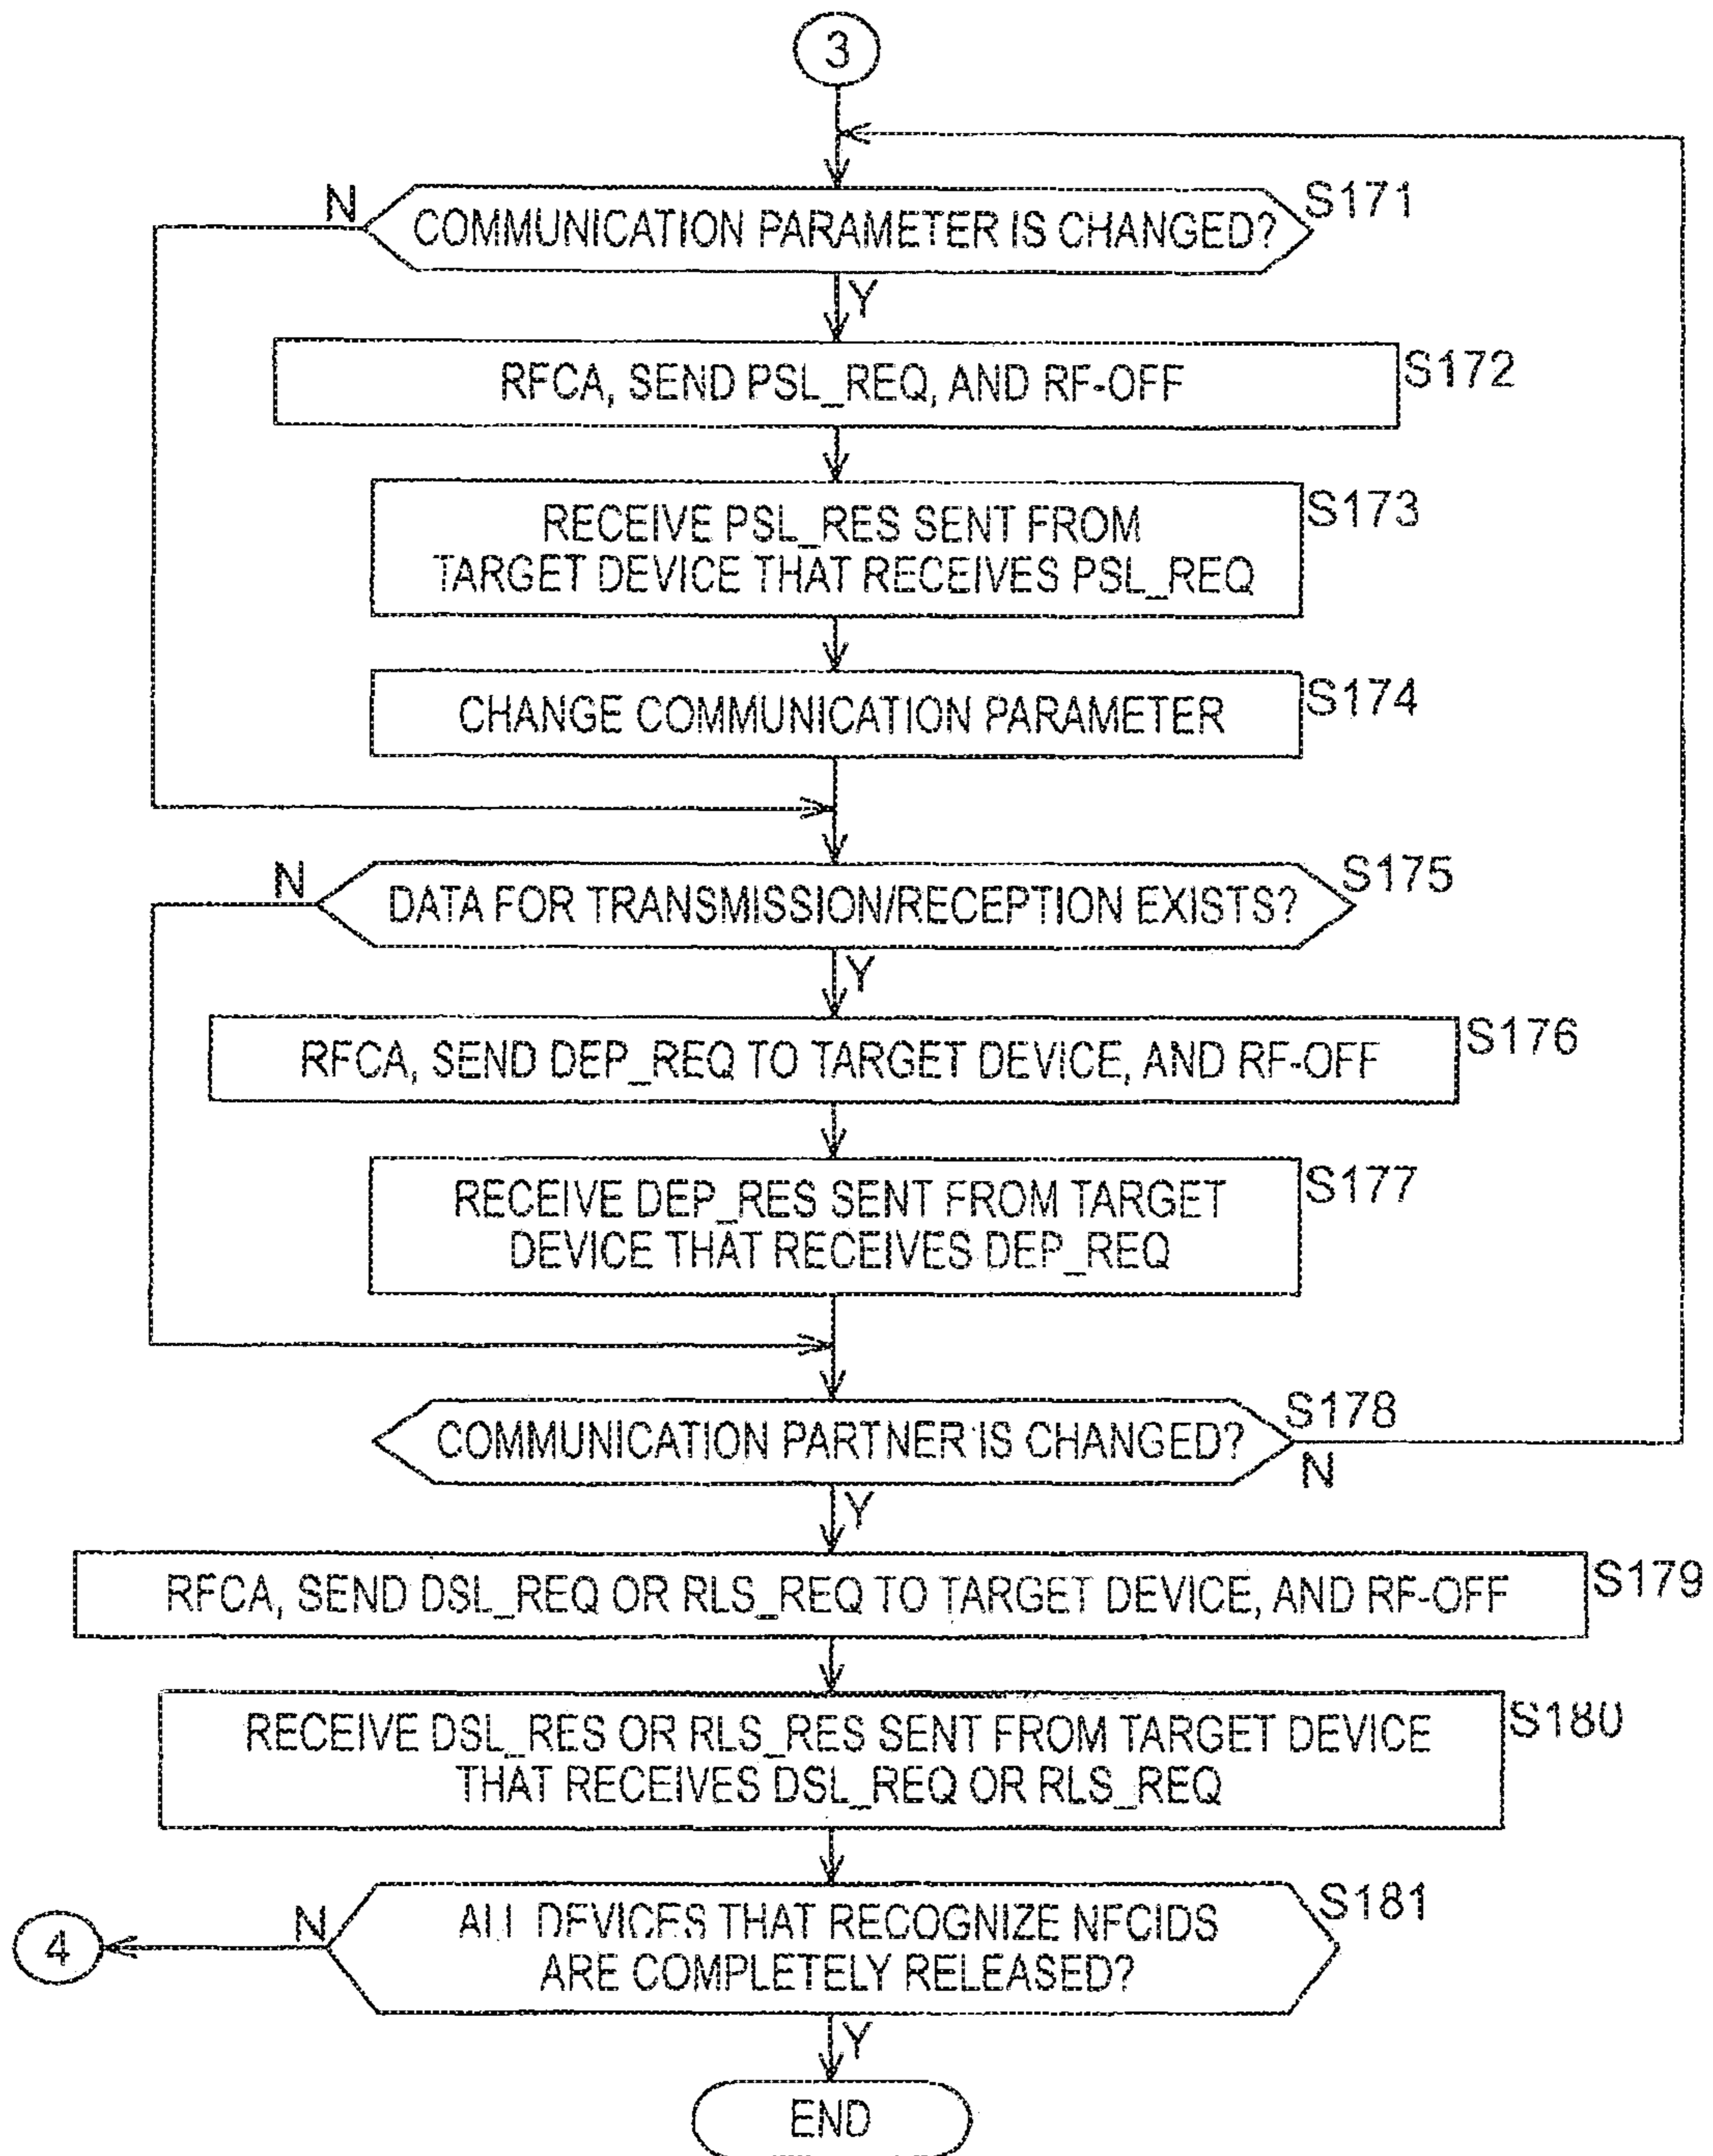 3
N
COMMUNICATION PARAMETER IS CHANGED?
S171
Y
RFCA, SEND PSL_REQ, AND RF-OFF
S172
RECEIVE PSL_RES SENT FROM
TARGET DEVICE THAT RECEIVES PSL_REQ
S173
CHANGE COMMUNICATION PARAMETER
S174
N
DATA FOR TRANSMISSION/RECEPTION EXISTS?
S175
Y
RFCA, SEND DEP_REQ TO TARGET DEVICE, AND RF-OFF
S176
RECEIVE DEP_RES SENT FROM TARGET
DEVICE THAT RECEIVES DEP_REQ
S177
COMMUNICATION PARTNER IS CHANGED?
S178
N
Y
RFCA, SEND DSL_REQ OR RLS_REQ TO TARGET DEVICE, AND RF-OFF
S179
RECEIVE DSL_RES OR RLS_RES SENT FROM TARGET DEVICE
THAT RECEIVES DSL_REQ OR RLS_REQ
S180
4
N
ALL DEVICES THAT RECOGNIZE NFCIDS
ARE COMPLETELY RELEASED?
S181
Y
END